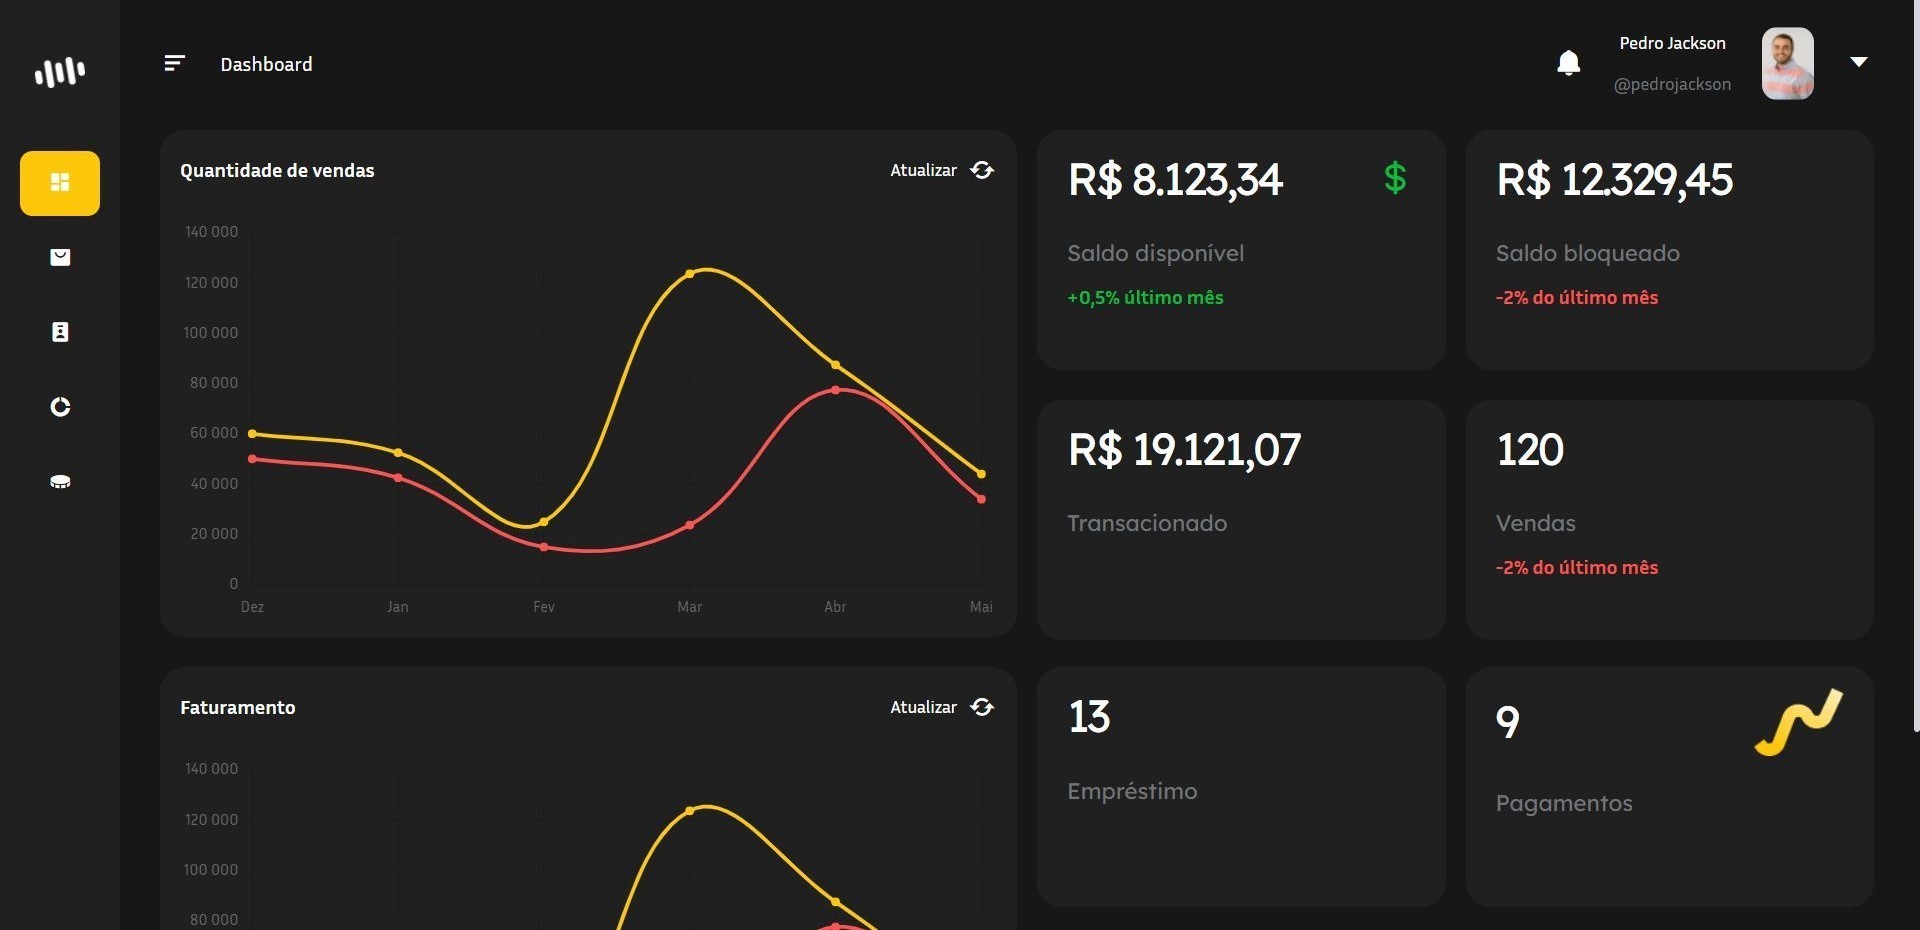 Dashboard
Pedro Jackson
@pedrojackson
Quantidade de vendas
Atualizar
140 000
120 000
100 000
80 000
60 000
40 000
20 000
0
Dez Jan Fev Mar Abr Mai
R$ 8.123,34
$
Saldo disponível
+0,5% último mês
R$ 12.329,45
Saldo bloqueado
-2% do último mês
R$ 19.121,07
Transacionado
120
Vendas
-2% do último mês
Faturamento
Atualizar
140 000
120 000
100 000
80 000
13
Empréstimo
9
Pagamentos